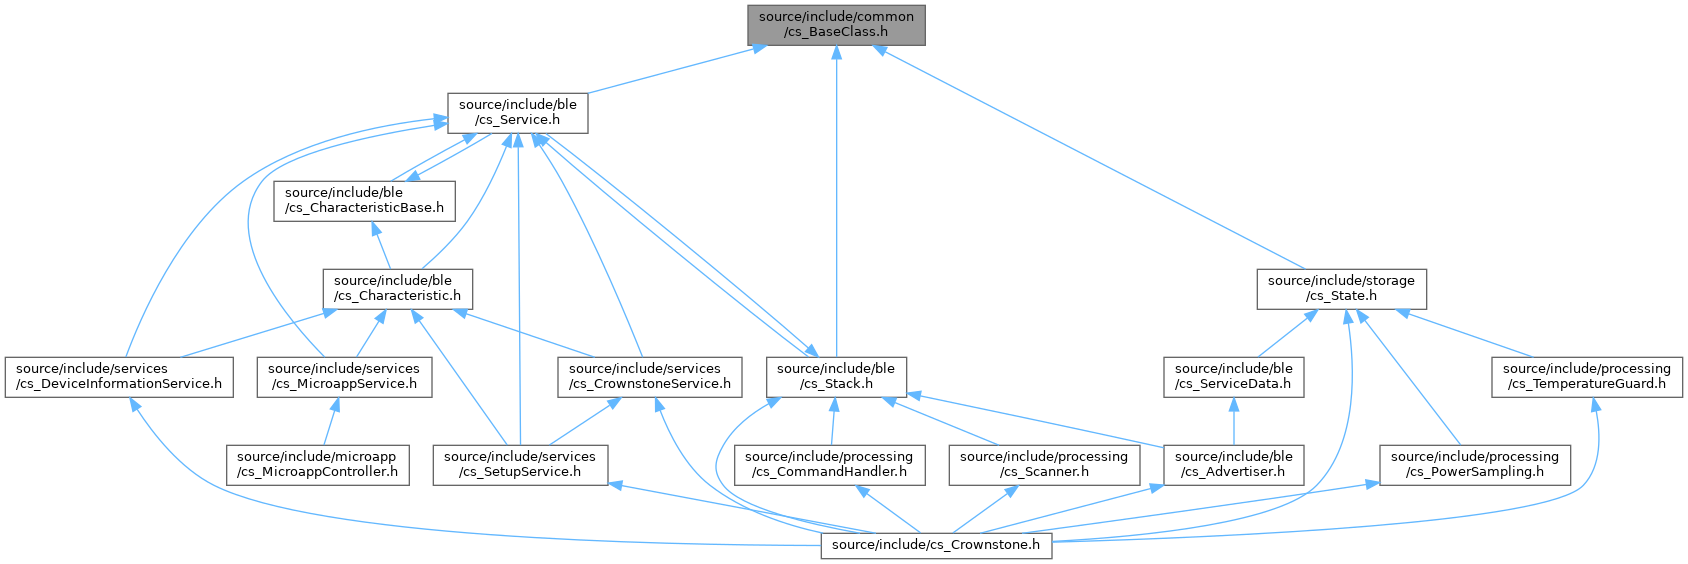 source/include/common
/cs_BaseClass.h
source/include/ble
/cs_Service.h
source/include/ble
/cs_CharacteristicBase.h
source/include/ble
/cs_Characteristic.h
source/include/storage
/cs_State.h
source/include/services
/cs_DeviceInformationService.h
source/include/services
/cs_MicroappService.h
source/include/services
/cs_CrownstoneService.h
source/include/ble
/cs_Stack.h
source/include/ble
/cs_ServiceData.h
source/include/processing
/cs_TemperatureGuard.h
source/include/microapp
/cs_MicroappController.h
source/include/services
/cs_SetupService.h
source/include/processing
/cs_CommandHandler.h
source/include/processing
/cs_Scanner.h
source/include/ble
/cs_Advertiser.h
source/include/processing
/cs_PowerSampling.h
source/include/cs_Crownstone.h